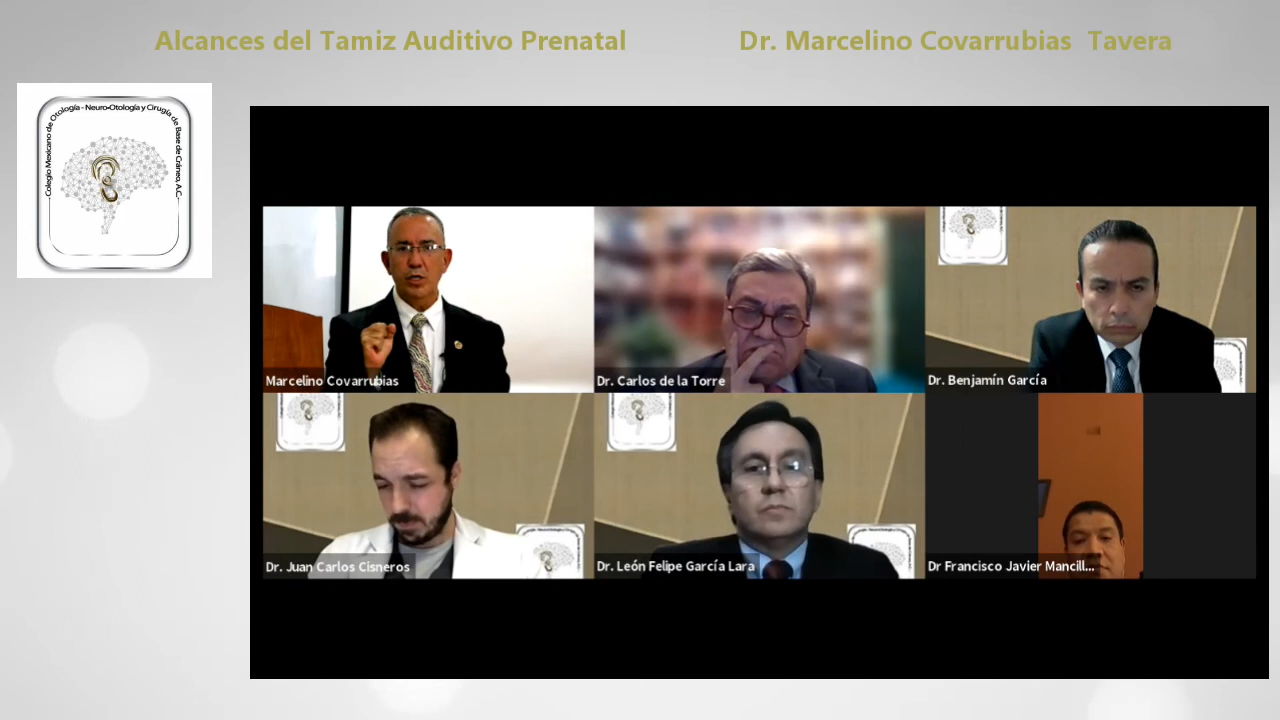 Alcances del Tamiz Auditivo Prenatal
Dr. Marcelino Covarrubias Tavera
Colegio Mexicano de Otología - Neuro-Otología y Cirugía de Base de Cráneo, A.C.
Marcelino Covarrubias
Dr. Carlos de la Torre
Dr. Benjamín García
Dr. Juan Carlos Cisneros
Dr. León Felipe García Lara
Dr Francisco Javier Mancill...